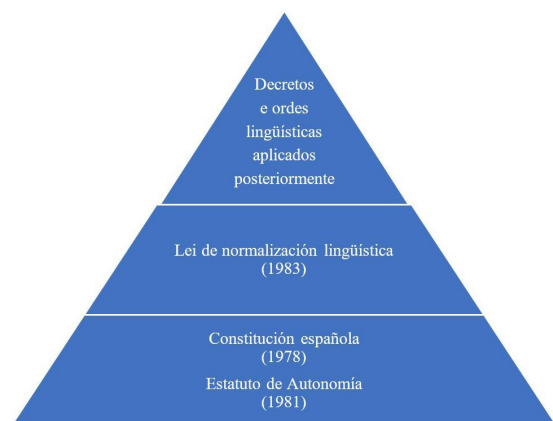 Decretos
e ordes
lingüísticas
aplicados
posteriormente
Lei de normalización lingüística
(1983)
Constitución española
(1978)
Estatuto de Autonomía
(1981)